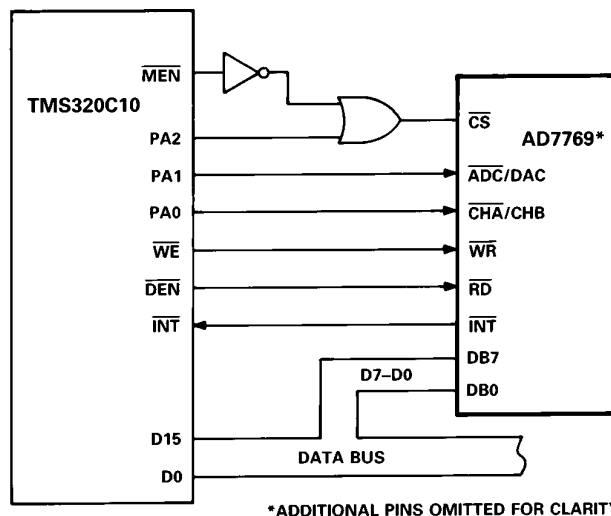 MEN
TMS320C10
CS
AD7769*
PA2
PA1
ADC/DAC
PA0
CHA/CHB
WE
WR
DEN
RD
INT
INT
DB7
D7–D0
DB0
D15
DATA BUS
D0
*ADDITIONAL PINS OMITTED FOR CLARITY